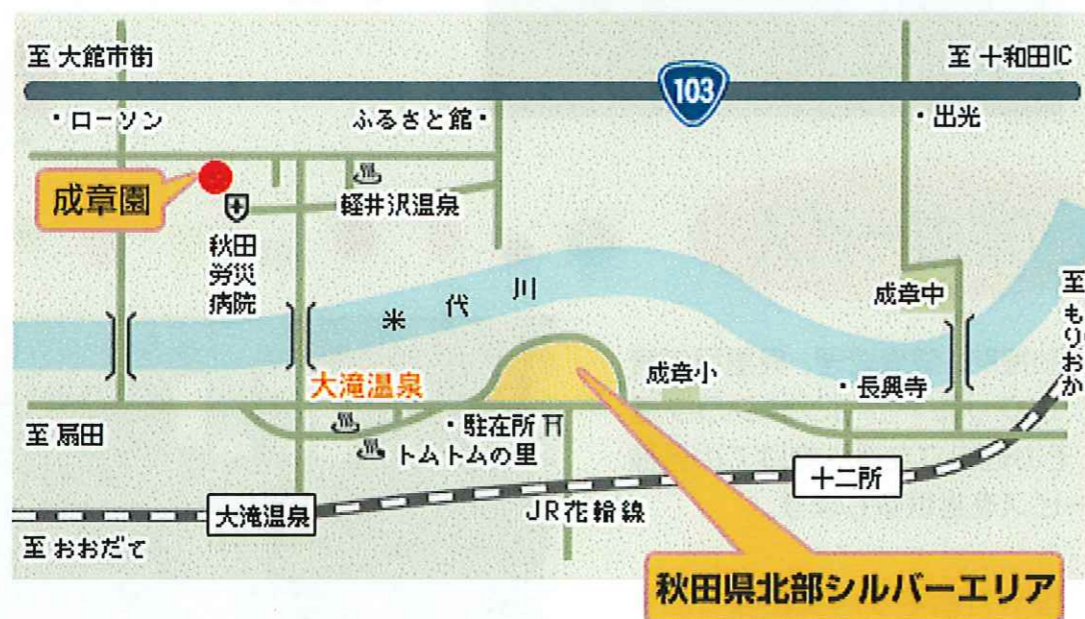 至 大館市街
103
至 十和田IC
・ローソン
ふるさと館・
・出光
成章園
軽井沢温泉
秋田
労災
病院
米代川
成章中
至
もりおか
大滝温泉
成章小
・長興寺
至 扇田
・駐在所
トムトムの里
十二所
大滝温泉
JR花輪線
至 おおだて
秋田県北部シルバーエリア